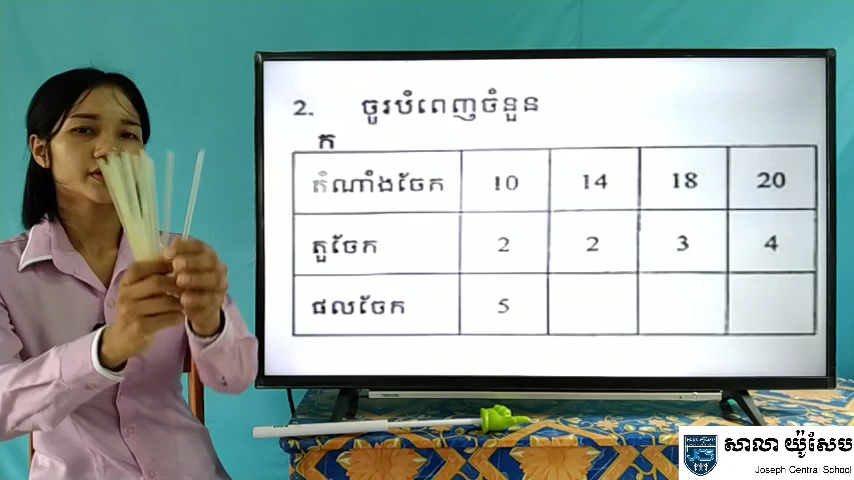 2. ចូរបំពេញចំនួន
ក
តំណាំងចែក 10 14 18 20
តួចែក 2 2 3 4
ផលចែក 5
សាលា យ៉ូសែប
Joseph Central School